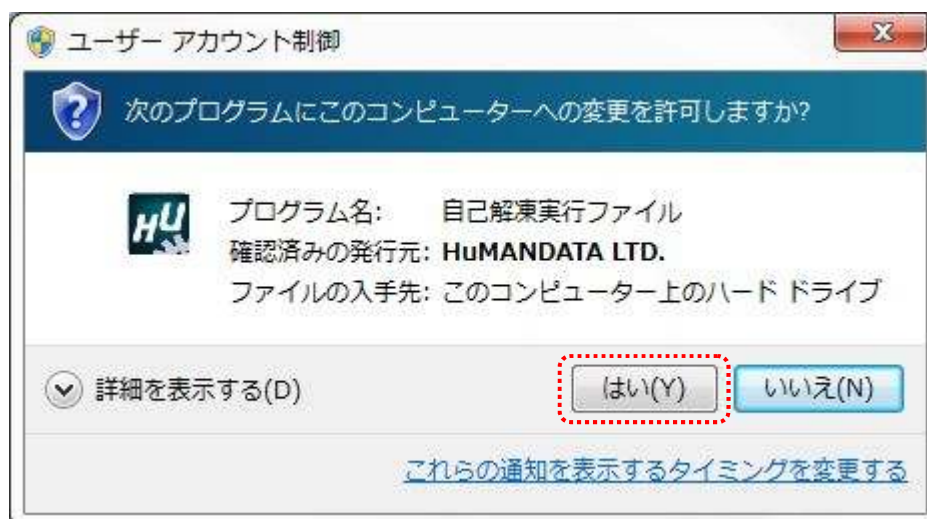 ユーザー アカウント制御
次のプログラムにこのコンピューターへの変更を許可しますか?
HU
プログラム名: 自己解凍実行ファイル
確認済みの発行元: HuMANDATA LTD.
ファイルの入手先: このコンピューター上のハード ドライブ
詳細を表示する(D) はい(Y) いいえ(N)
これらの通知を表示するタイミングを変更する